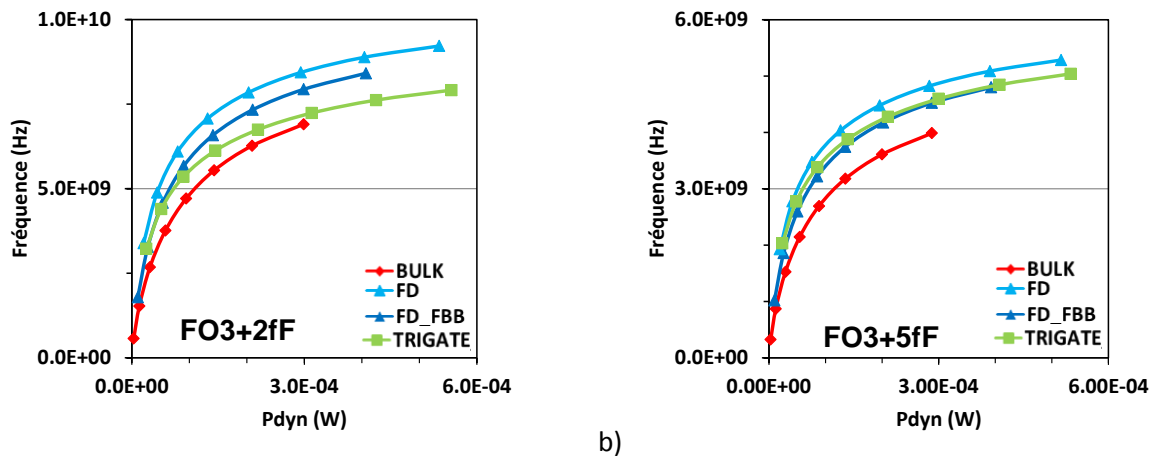 1.0E+10
5.0E+09
0.0E+00
Fréquence (Hz)
BULK
FD
FD_FBB
TRIGATE
FO3+2fF
0.0E+00
3.0E-04
6.0E-04
Pdyn (W)
6.0E+09
3.0E+09
0.0E+00
Fréquence (Hz)
BULK
FD
FD_FBB
TRIGATE
FO3+5fF
0.00E+00
3.00E-04
6.00E-04
Pdyn (W)
b)